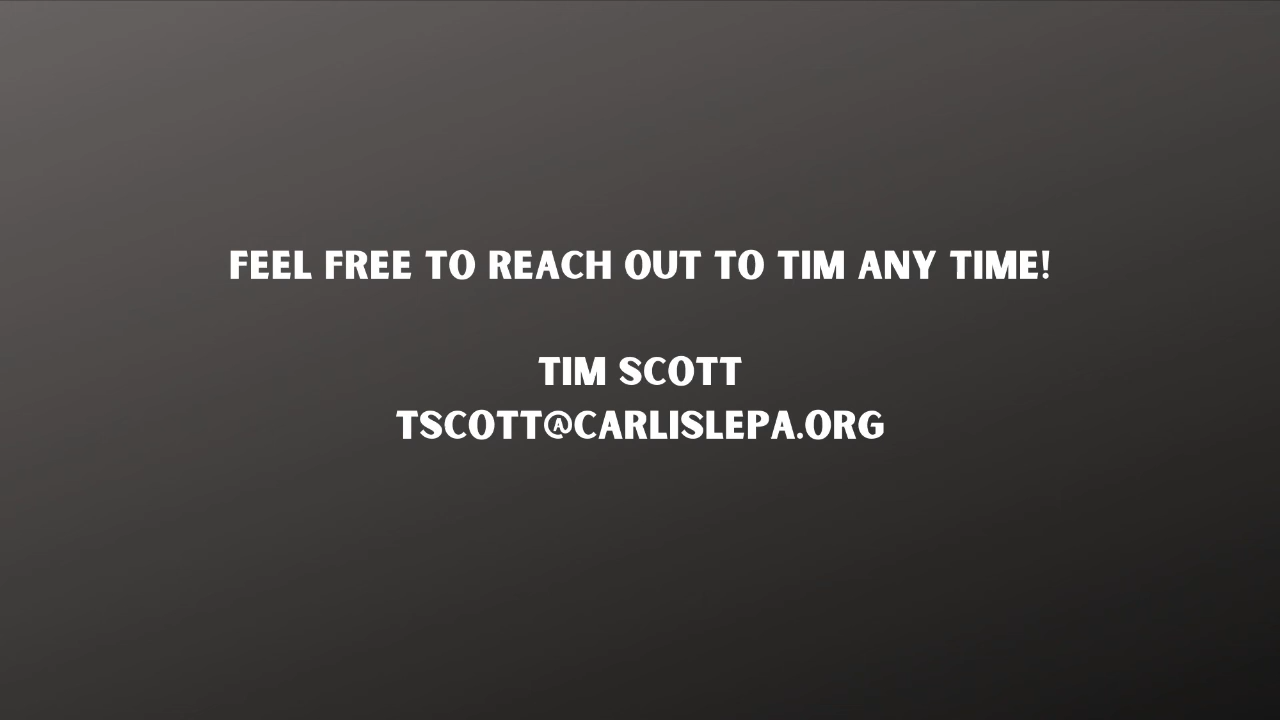 FEEL FREE TO REACH OUT TO TIM ANY TIME!
TIM SCOTT
TSCOTT@CARLISLEPA.ORG